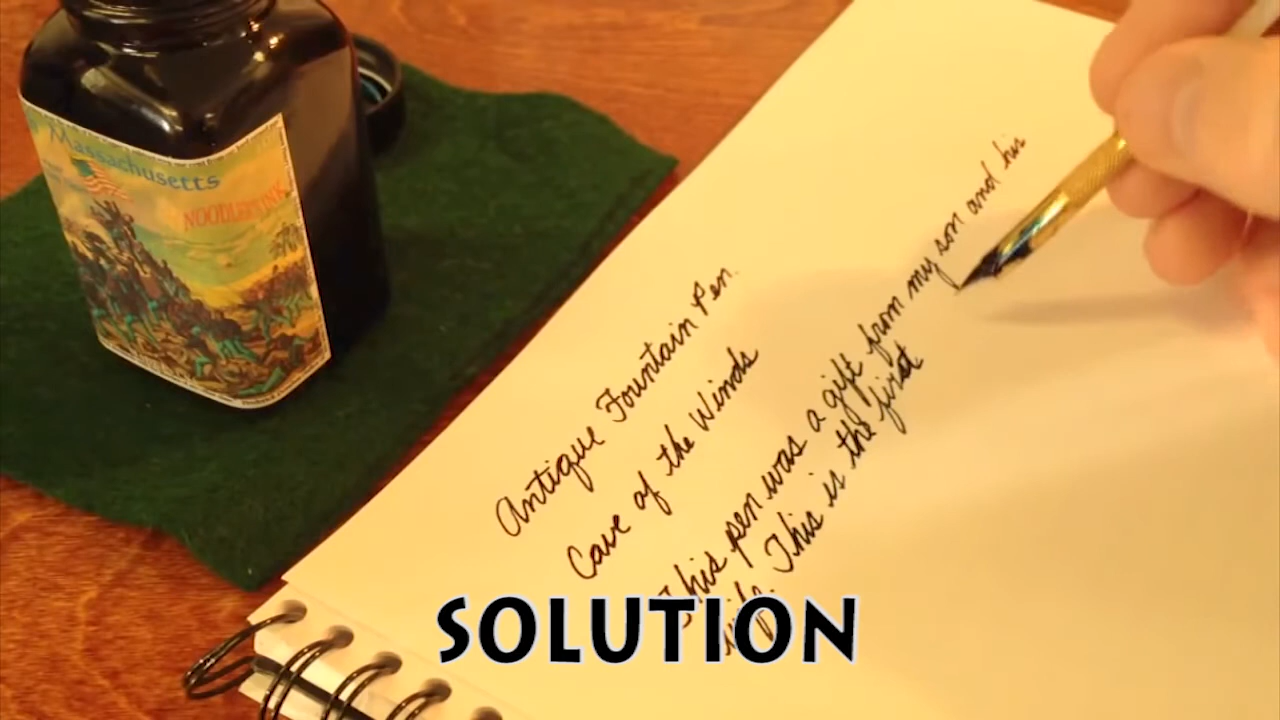 Massachusetts
NOODLER'S INK
Antique Fountain Pen.
Cave of the Winds
This pen was a gift from my son and his
wife. This is the first
SOLUTION